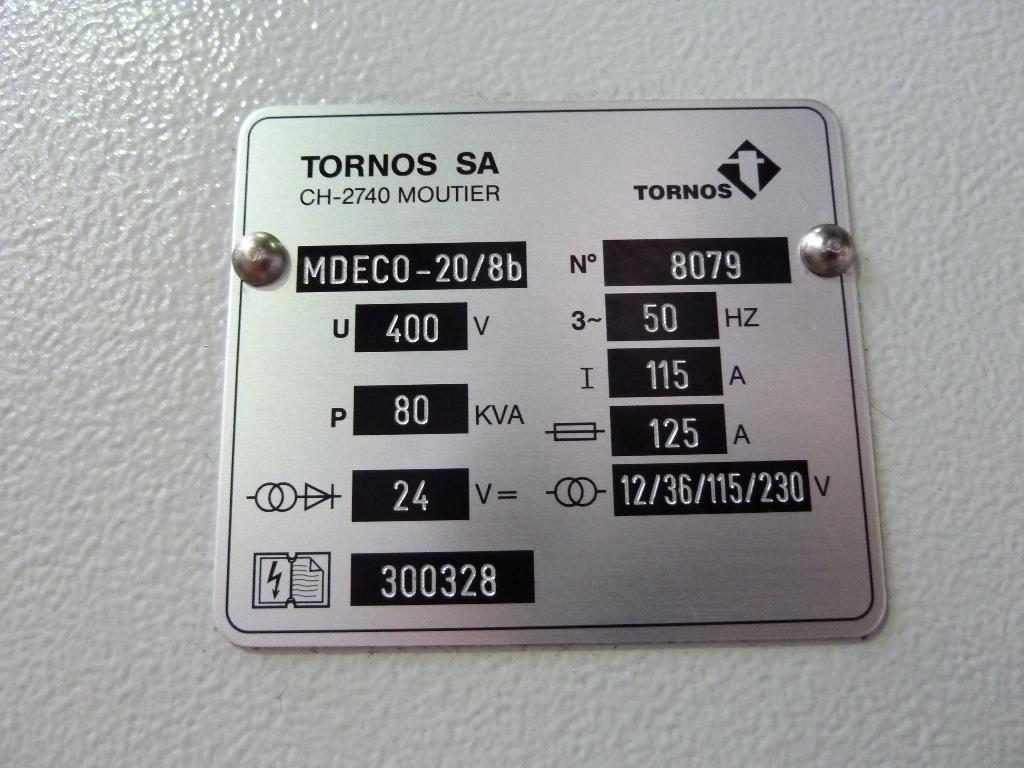 TORNOS SA
CH-2740 MOUTIER
TORNOS
MDECO-20/8b
N° 8079
U 400 V
3~ 50 HZ
I 115 A
P 80 KVA
125 A
24 V=
12/36/115/230 V
300328